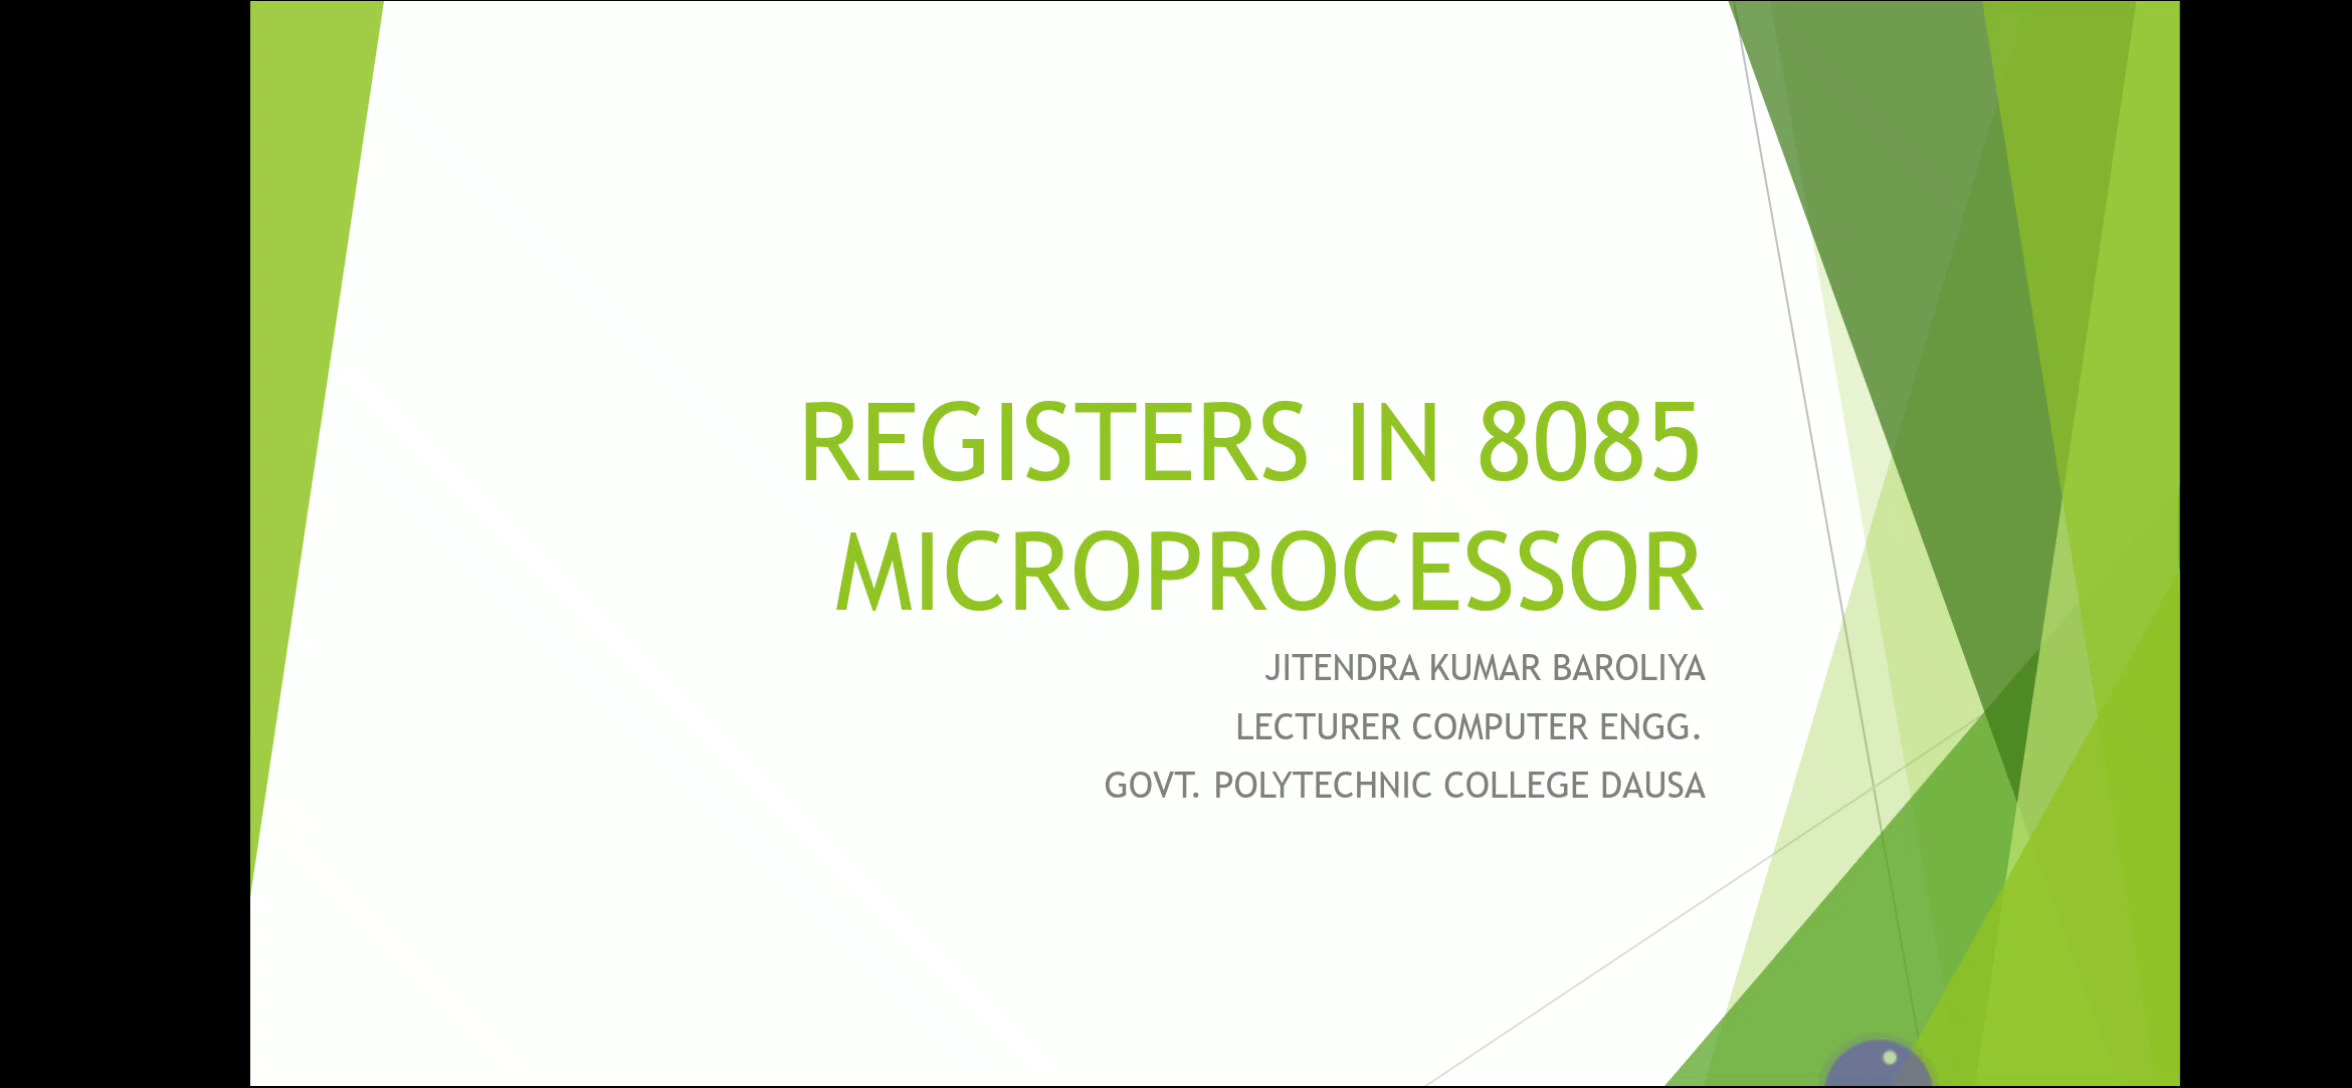 REGISTERS IN 8085
MICROPROCESSOR
JITENDRA KUMAR BAROLIYA
LECTURER COMPUTER ENGG.
GOVT. POLYTECHNIC COLLEGE DAUSA